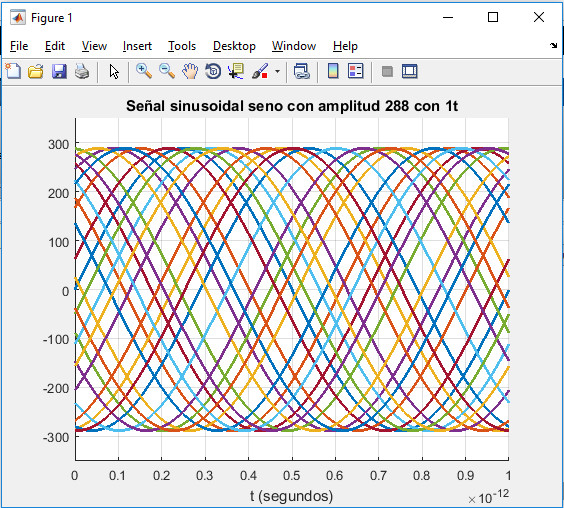 Figure 1
File Edit View Insert Tools Desktop Window Help
Señal sinusoidal seno con amplitud 288 con 1t
300
200
100
0
-100
-200
-300
0 0.1 0.2 0.3 0.4 0.5 0.6 0.7 0.8 0.9 1
t (segundos)
×10-12